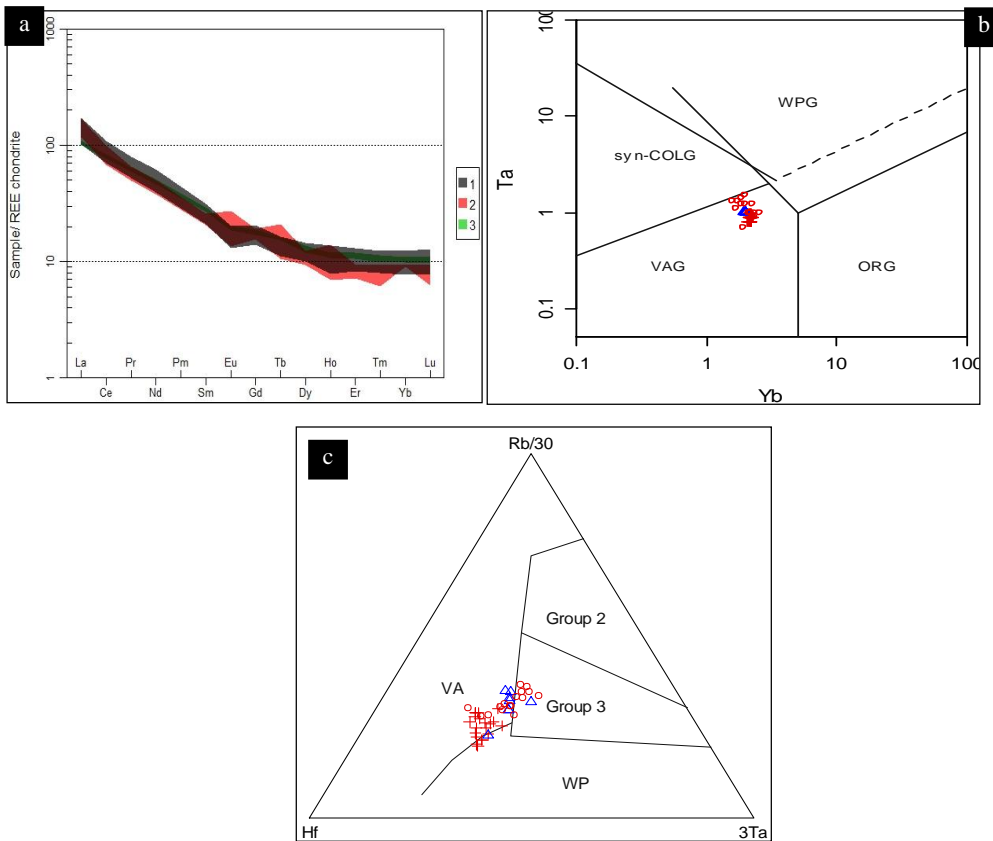 a
Sample/ REE chondrite
1000
100
10
1
La Pr Pm Eu Tb Ho Tm Lu
Ce Nd Sm Gd Dy Er Yb
1
2
3
b
Ta
100
10
1
0.1
WPG
syn-COLG
VAG
ORG
0.1 1 10 100
Yb
c
Rb/30
Group 2
VA
Group 3
WP
Hf
3Ta